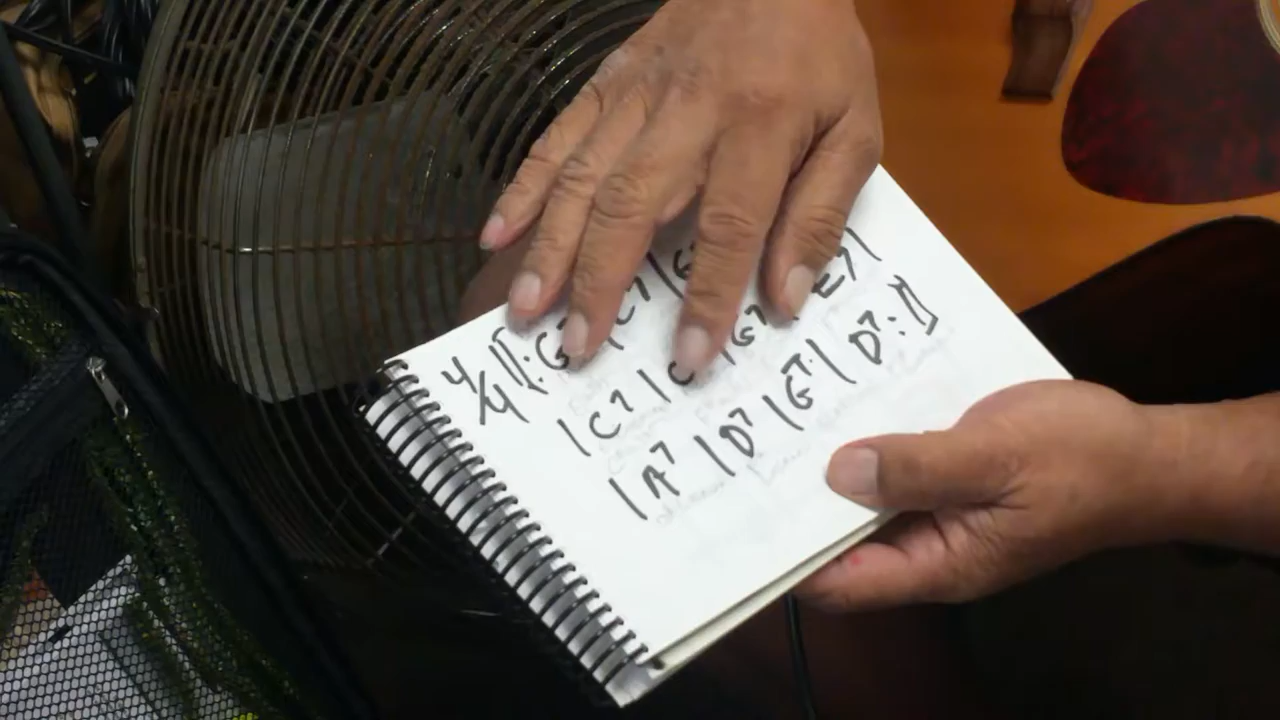 4/4 𝄆 G7 | C7 | G
| C7 | C | G7 | E7 |
| A7 | D7 | G7 | D7 :||